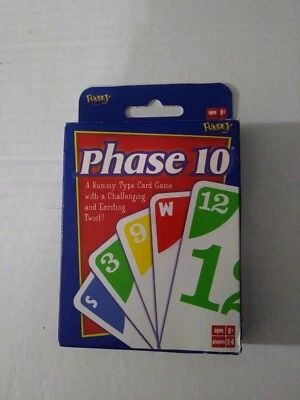 FUNDEX
ages 8+
FUNDEX
Phase 10
A Rummy Type Card Game
with a Challenging
and Exciting
Twist!
S
3
9
W
12
12
ages 8+
players 2-6